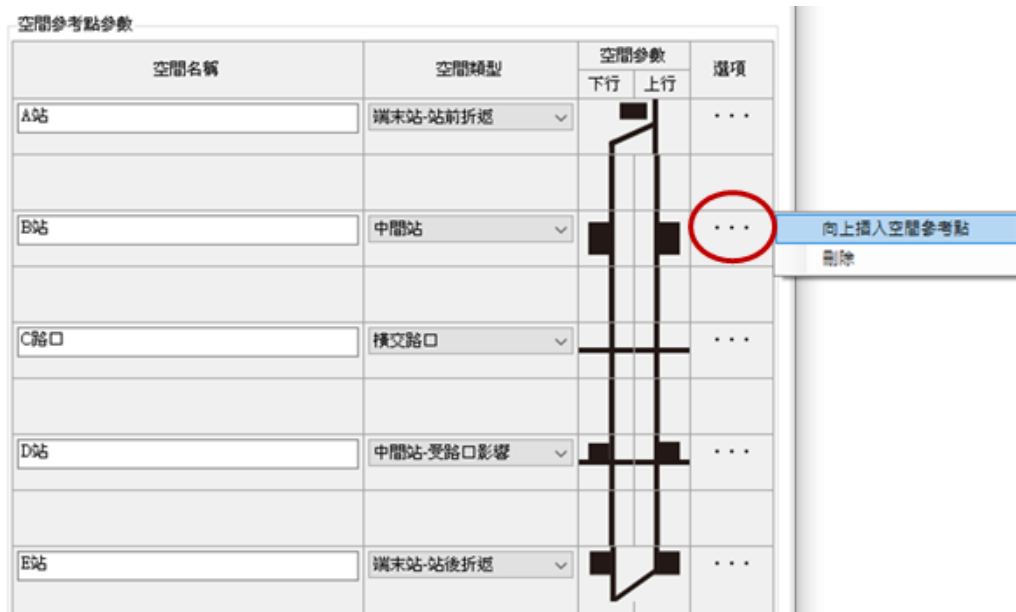 空間參考點參數
空間名稱 空間類型 空間參數 選項
下行 上行
A站 端末站-站前折返 ···
B站 中間站 ···
向上插入空間參考點
刪除
C路口 橫交路口 ···
D站 中間站-受路口影響 ···
E站 端末站-站後折返 ···